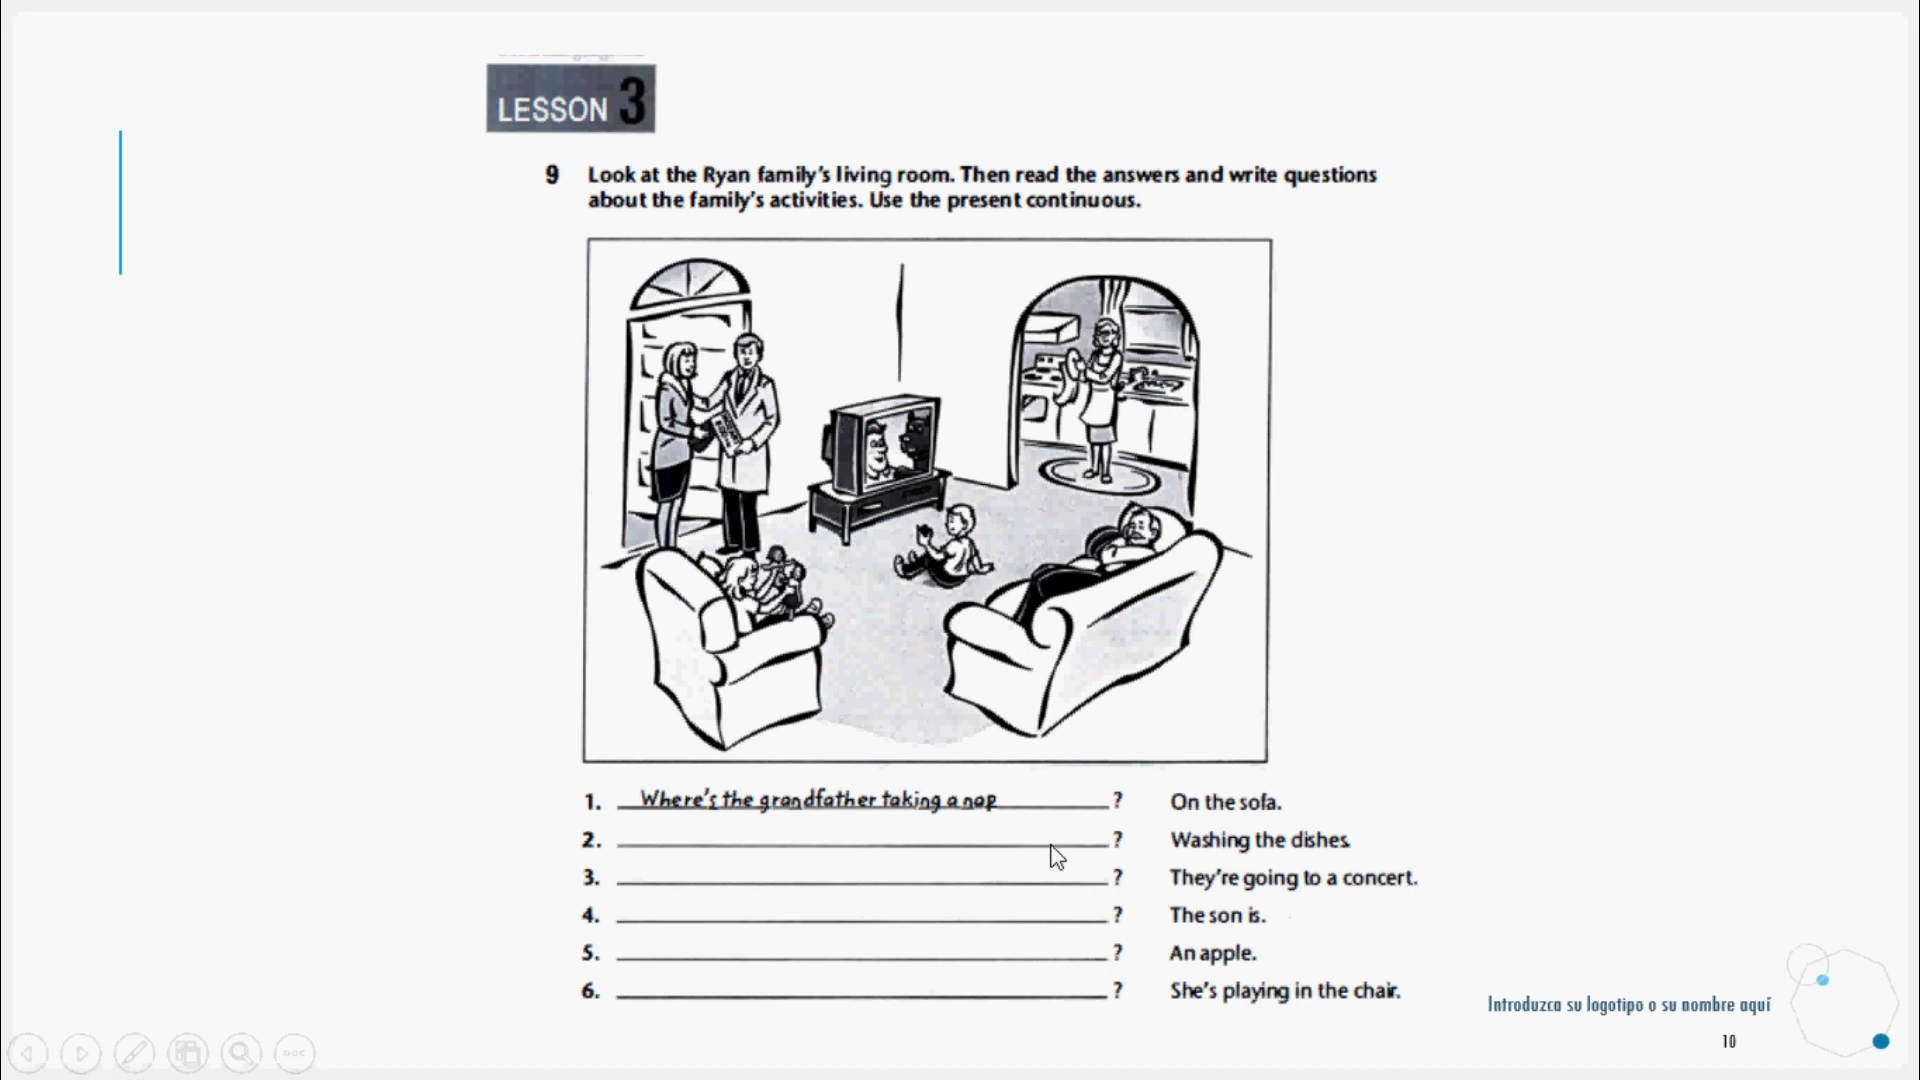 LESSON 3
9 Look at the Ryan family's living room. Then read the answers and write questions
about the family's activities. Use the present continuous.
1. Where's the grandfather taking a nap ? On the sofa.
2. ? Washing the dishes.
3. ? They're going to a concert.
4. ? The son is.
5. ? An apple.
6. ? She's playing in the chair.
Introduzca su logotipo o su nombre aquí
10